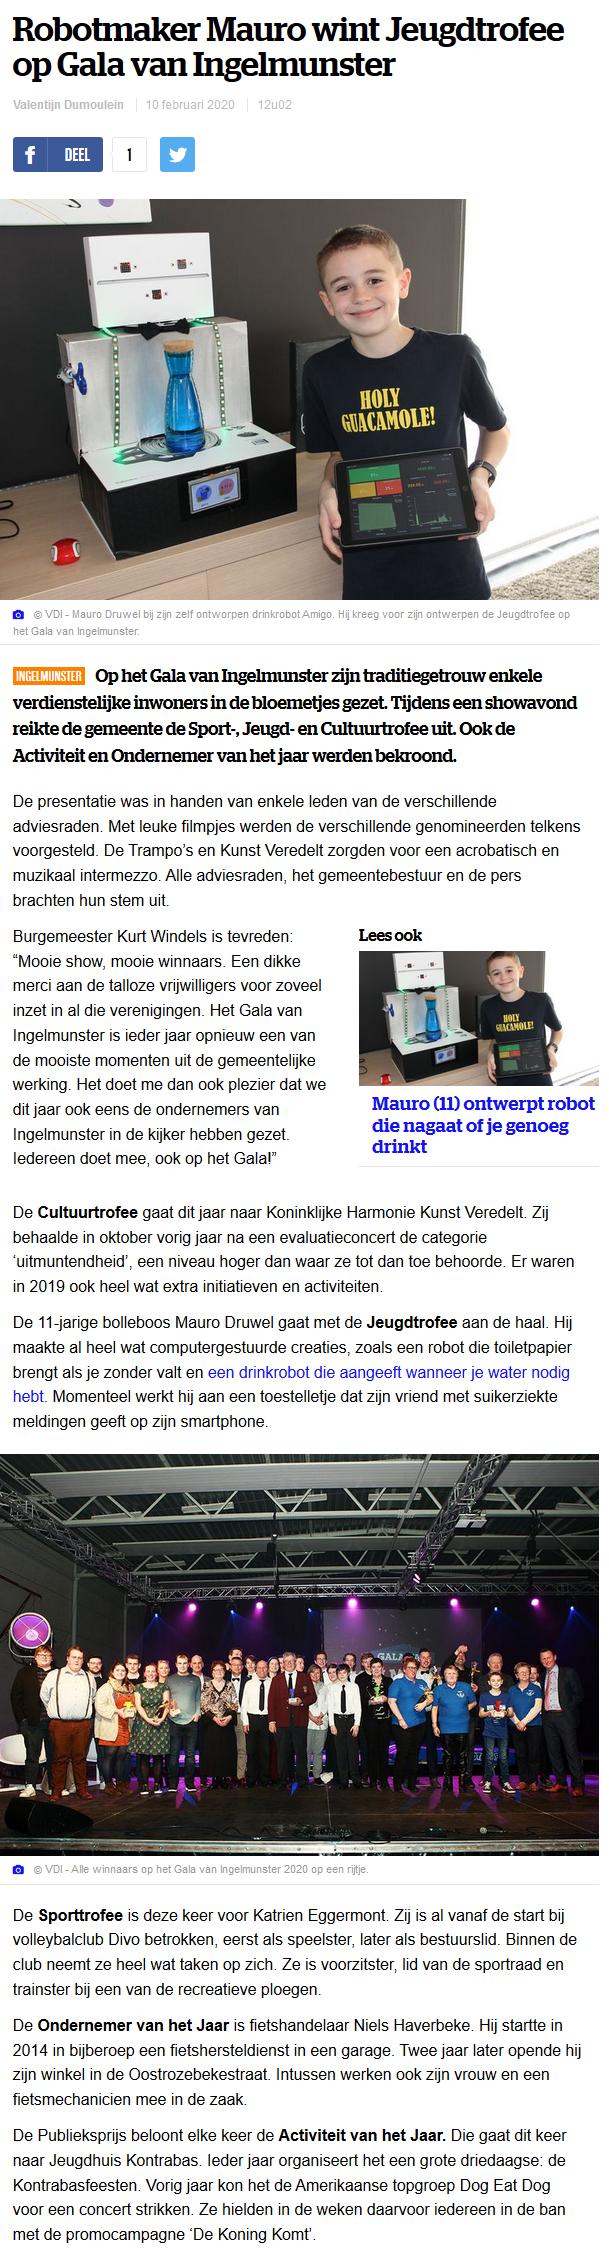 Robotmaker Mauro wint Jeugdtrofee
op Gala van Ingelmunster
Valentijn Dumoulein 10 februari 2020 12u02
DEEL 1
HOLY
GUACAMOLE!
© VDI - Mauro Druwel bij zijn zelf ontworpen drinkrobot Amigo. Hij kreeg voor zijn ontwerpen de Jeugdtrofee op
het Gala van Ingelmunster.
INGELMUNSTER Op het Gala van Ingelmunster zijn traditiegetrouw enkele
verdienstelijke inwoners in de bloemetjes gezet. Tijdens een showavond
reikte de gemeente de Sport-, Jeugd- en Cultuurtrofee uit. Ook de
Activiteit en Ondernemer van het jaar werden bekroond.
De presentatie was in handen van enkele leden van de verschillende
adviesraden. Met leuke filmpjes werden de verschillende genomineerden telkens
voorgesteld. De Trampo’s en Kunst Veredelt zorgden voor een acrobatisch en
muzikaal intermezzo. Alle adviesraden, het gemeentebestuur en de pers
brachten hun stem uit.
Burgemeester Kurt Windels is tevreden:
“Mooie show, mooie winnaars. Een dikke
merci aan de talloze vrijwilligers voor zoveel
inzet in al die verenigingen. Het Gala van
Ingelmunster is ieder jaar opnieuw een van
de mooiste momenten uit de gemeentelijke
werking. Het doet me dan ook plezier dat we
dit jaar ook eens de ondernemers van
Ingelmunster in de kijker hebben gezet.
Iedereen doet mee, ook op het Gala!”
Lees ook
HOLY
GUACAMOLE!
Mauro (11) ontwerpt robot
die nagaat of je genoeg
drinkt
De Cultuurtrofee gaat dit jaar naar Koninklijke Harmonie Kunst Veredelt. Zij
behaalde in oktober vorig jaar na een evaluatieconcert de categorie
‘uitmuntendheid’, een niveau hoger dan waar ze tot dan toe behoorde. Er waren
in 2019 ook heel wat extra initiatieven en activiteiten.
De 11-jarige bolleboos Mauro Druwel gaat met de Jeugdtrofee aan de haal. Hij
maakte al heel wat computergestuurde creaties, zoals een robot die toiletpapier
brengt als je zonder valt en een drinkrobot die aangeeft wanneer je water nodig
hebt. Momenteel werkt hij aan een toestelletje dat zijn vriend met suikerziekte
meldingen geeft op zijn smartphone.
© VDI - Alle winnaars op het Gala van Ingelmunster 2020 op een rijtje.
De Sporttrofee is deze keer voor Katrien Eggermont. Zij is al vanaf de start bij
volleybalclub Divo betrokken, eerst als speelster, later als bestuurslid. Binnen de
club neemt ze heel wat taken op zich. Ze is voorzitster, lid van de sportraad en
trainster bij een van de recreatieve ploegen.
De Ondernemer van het Jaar is fietshandelaar Niels Haverbeke. Hij startte in
2014 in bijberoep een fietshersteldienst in een garage. Twee jaar later opende hij
zijn winkel in de Oostrozebekestraat. Intussen werken ook zijn vrouw en een
fietsmechanicien mee in de zaak.
De Publieksprijs beloont elke keer de Activiteit van het Jaar. Die gaat dit keer
naar Jeugdhuis Kontrabas. Ieder jaar organiseert het een grote driedaagse: de
Kontrabasfeesten. Vorig jaar kon het de Amerikaanse topgroep Dog Eat Dog
voor een concert strikken. Ze hielden in de weken daarvoor iedereen in de ban
met de promocampagne ‘De Koning Komt’.